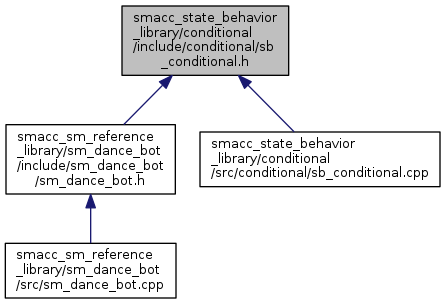 smacc_state_behavior
_library/conditional
/include/conditional/sb
_conditional.h
smacc_sm_reference
_library/sm_dance_bot
/include/sm_dance_bot
/sm_dance_bot.h
smacc_state_behavior
_library/conditional
/src/conditional/sb_conditional.cpp
smacc_sm_reference
_library/sm_dance_bot
/src/sm_dance_bot.cpp